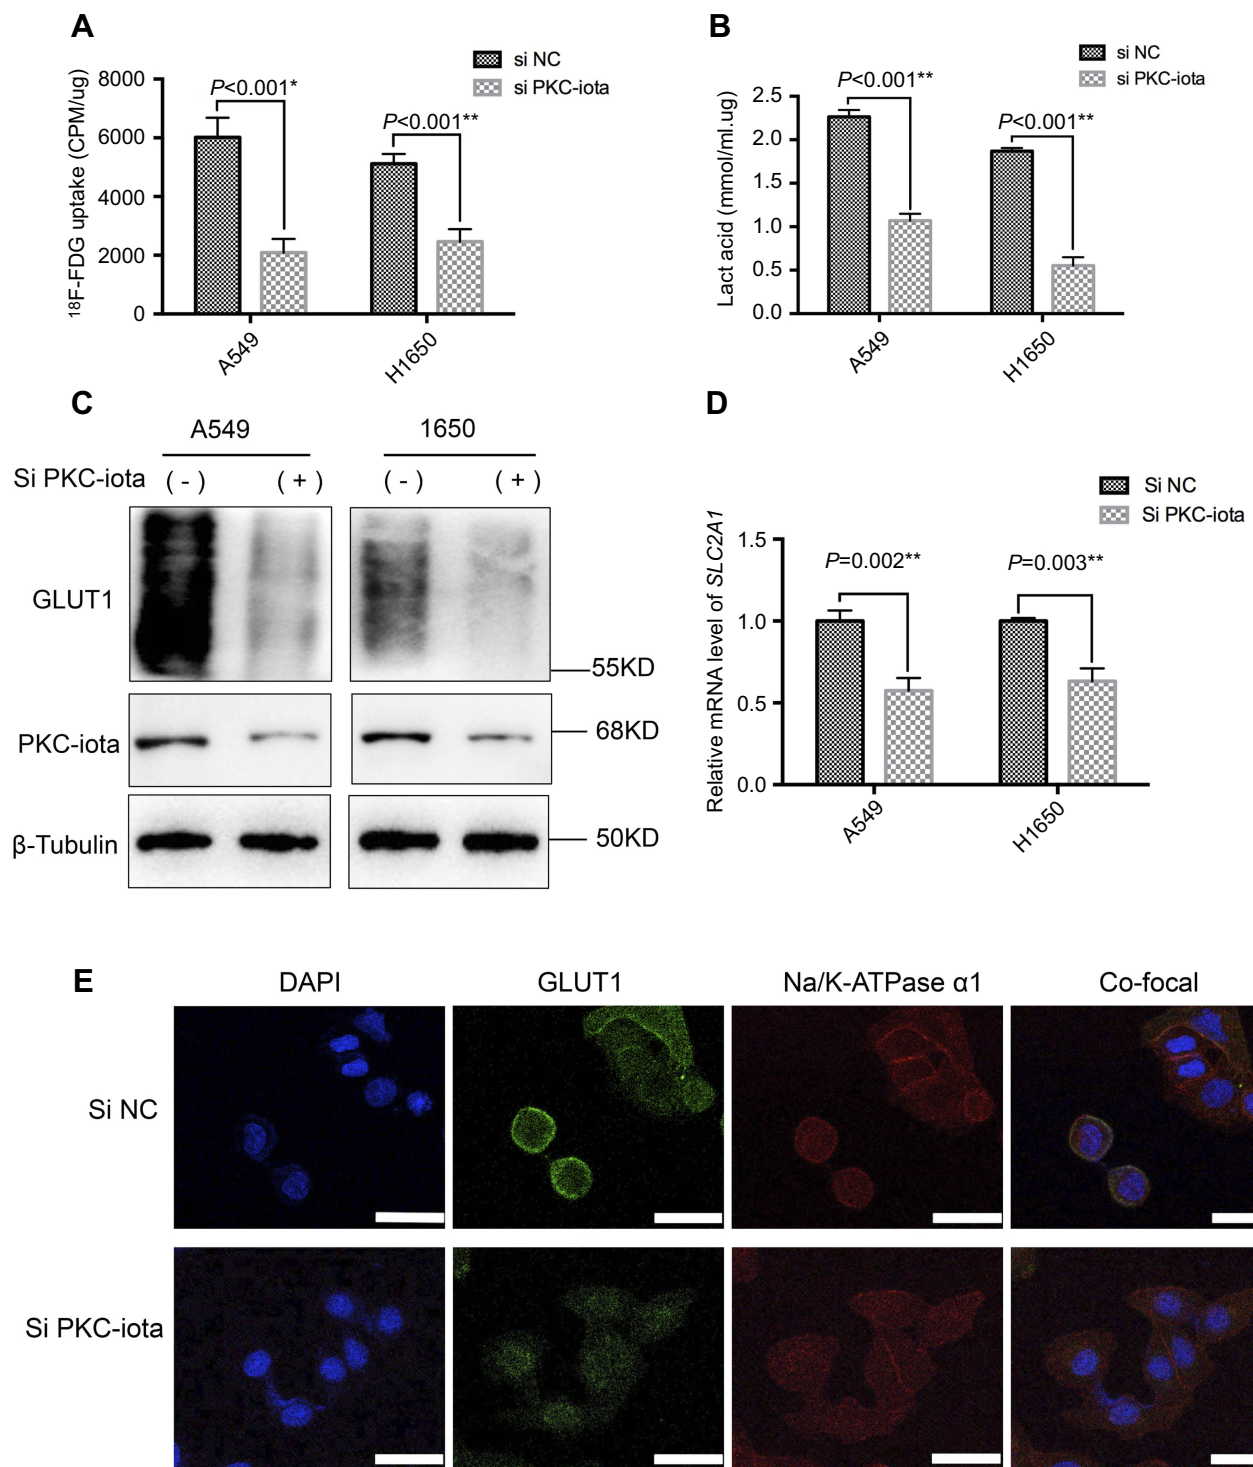 A
si NC
si PKC-iota
P<0.001*
P<0.001**
18F-FDG uptake (CPM/ug)
8000
6000
4000
2000
0
A549
H1650
B
si NC
si PKC-iota
P<0.001**
P<0.001**
Lact acid (mmol/ml.ug)
2.5
2.0
1.5
1.0
0.5
0.0
A549
H1650
C
A549
1650
Si PKC-iota
( - )
( + )
( - )
( + )
GLUT1
55KD
PKC-iota
68KD
β-Tubulin
50KD
D
Si NC
Si PKC-iota
P=0.002**
P=0.003**
Relative mRNA level of SLC2A1
1.5
1.0
0.5
0.0
A549
H1650
E
DAPI
GLUT1
Na/K-ATPase α1
Co-focal
Si NC
Si PKC-iota